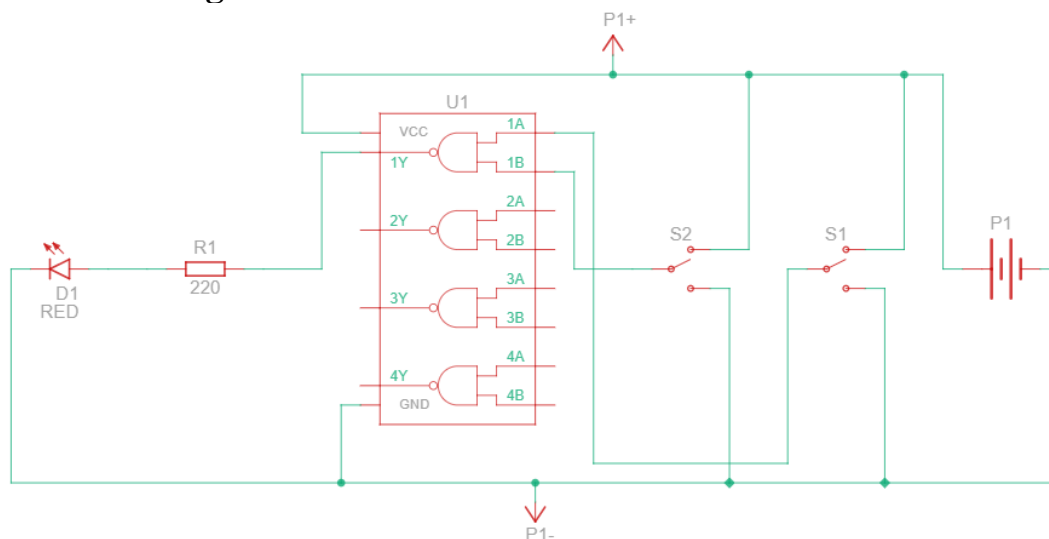 P1+
U1
VCC
1A
1Y
1B
2A
2Y
2B
S2
S1
P1
R1
220
D1
RED
3A
3Y
3B
4A
4Y
GND
4B
P1-